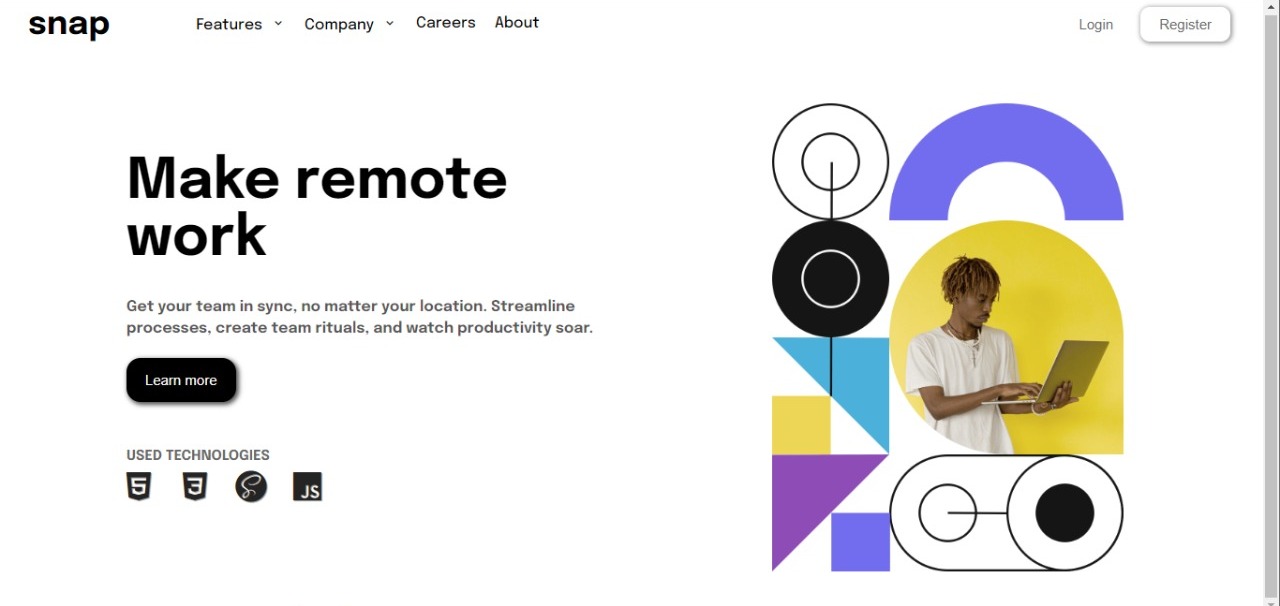 snap
Features
Company
Careers
About
Login
Register
Make remote
work
Get your team in sync, no matter your location. Streamline
processes, create team rituals, and watch productivity soar.
Learn more
USED TECHNOLOGIES
5
3
S
JS